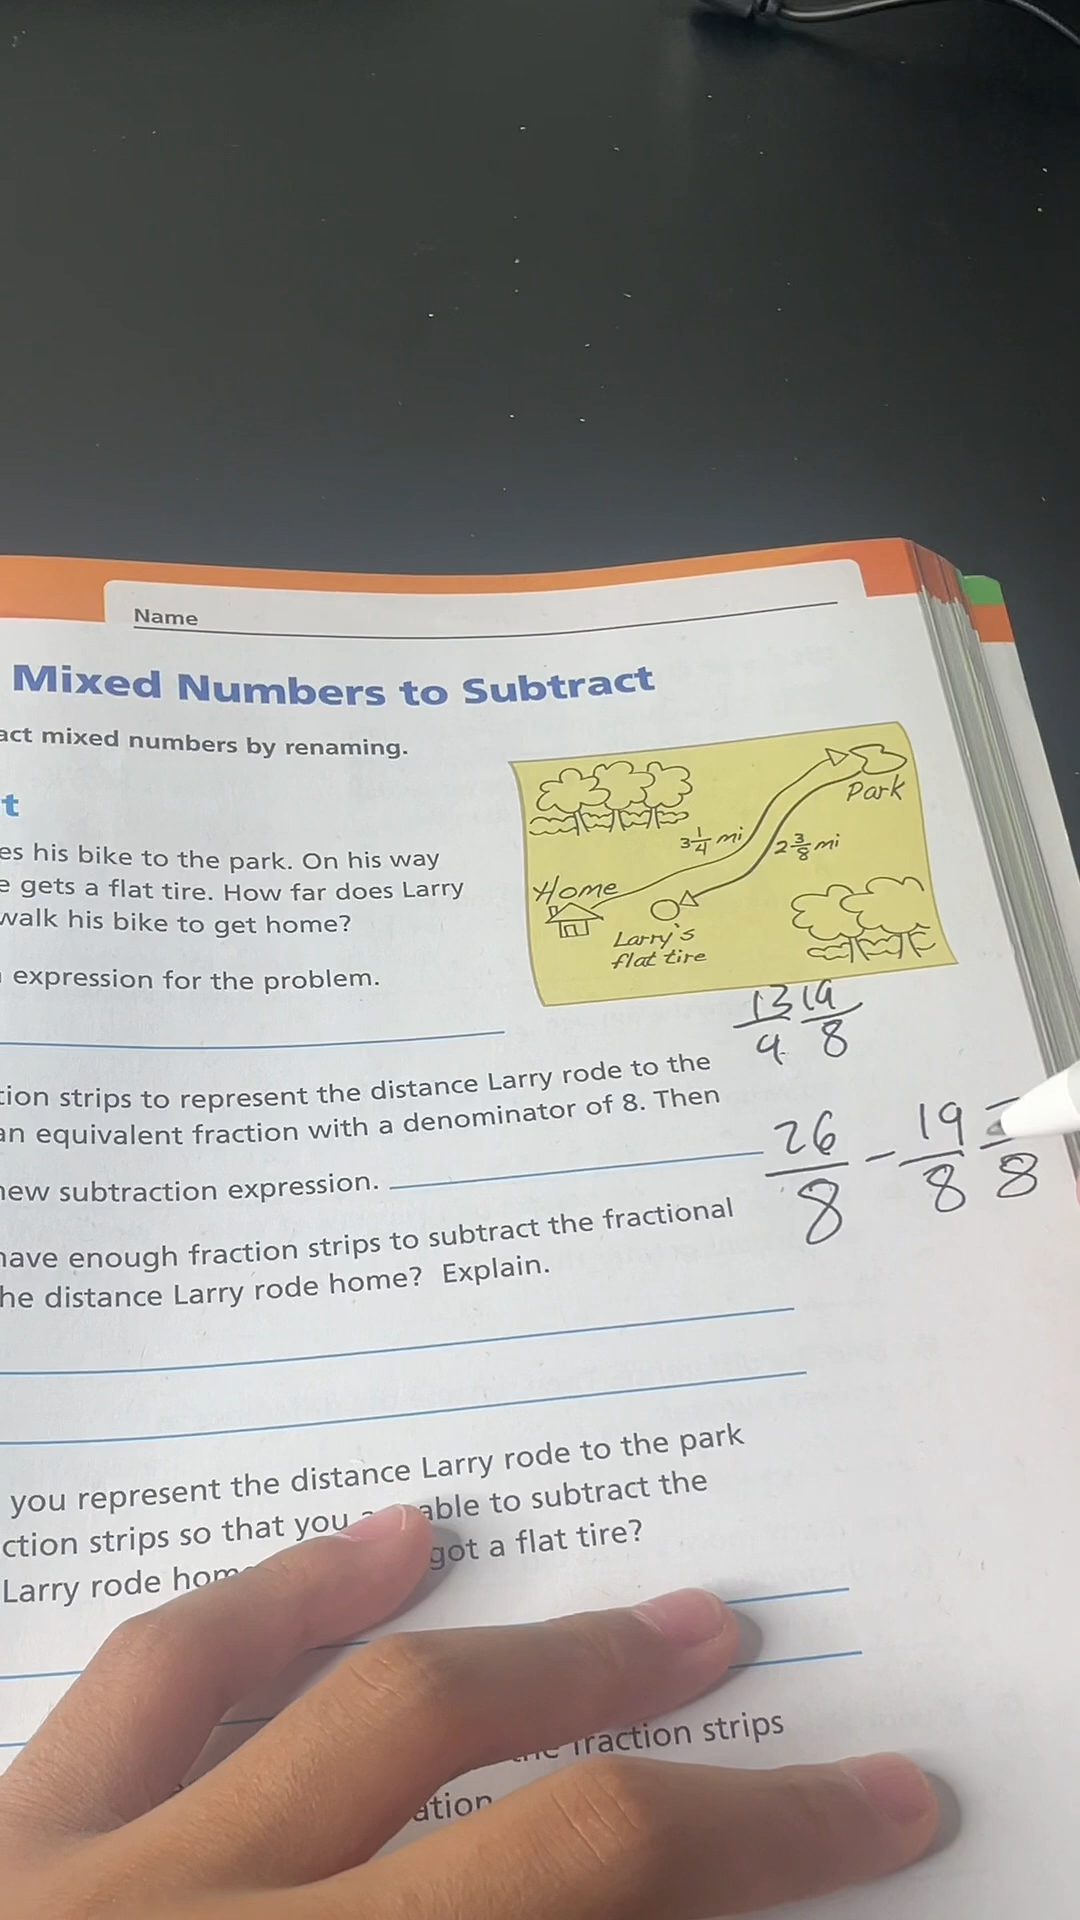 Name
Mixed Numbers to Subtract
act mixed numbers by renaming.
t
es his bike to the park. On his way
e gets a flat tire. How far does Larry
walk his bike to get home?
expression for the problem.
Park
3 1/4 mi
2 3/8 mi
Home
Larry's
flat tire
13/4 19/8
tion strips to represent the distance Larry rode to the
an equivalent fraction with a denominator of 8. Then
new subtraction expression.
26/8 - 19/8 = /8
have enough fraction strips to subtract the fractional
he distance Larry rode home? Explain.
you represent the distance Larry rode to the park
ction strips so that you able to subtract the
Larry rode hom got a flat tire?
fraction strips
ation